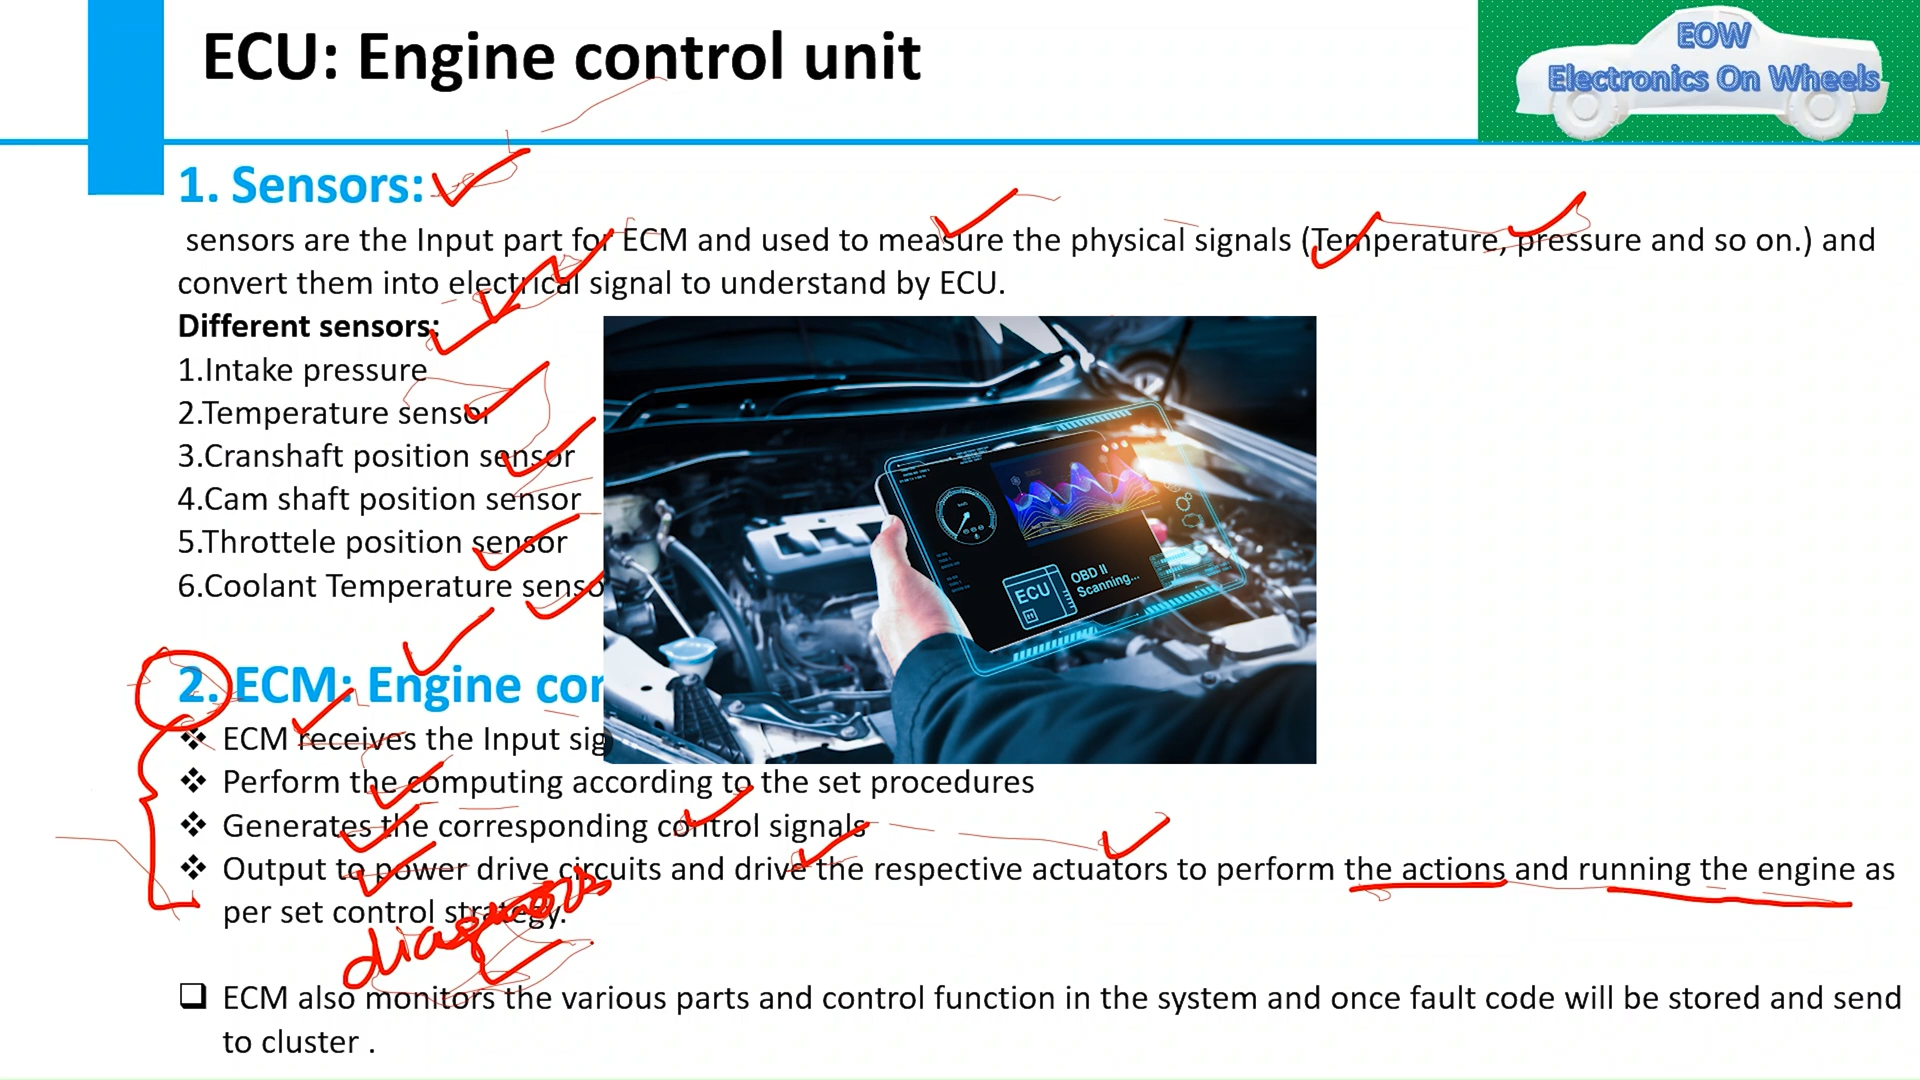 ECU: Engine control unit
EOW
Electronics On Wheels
1. Sensors:
sensors are the Input part for ECM and used to measure the physical signals (Temperature, pressure and so on.) and
convert them into electrical signal to understand by ECU.
Different sensors:
1.Intake pressure
2.Temperature sensor
3.Cranshaft position sensor
4.Cam shaft position sensor
5.Throttele position sensor
6.Coolant Temperature senso
ECU
OBD II
Scanning...
2. ECM: Engine cor
❖ ECM receives the Input sig
❖ Perform the computing according to the set procedures
❖ Generates the corresponding control signals
❖ Output to power drive circuits and drive the respective actuators to perform the actions and running the engine as
per set control strategy.
❑ ECM also monitors the various parts and control function in the system and once fault code will be stored and send
to cluster .